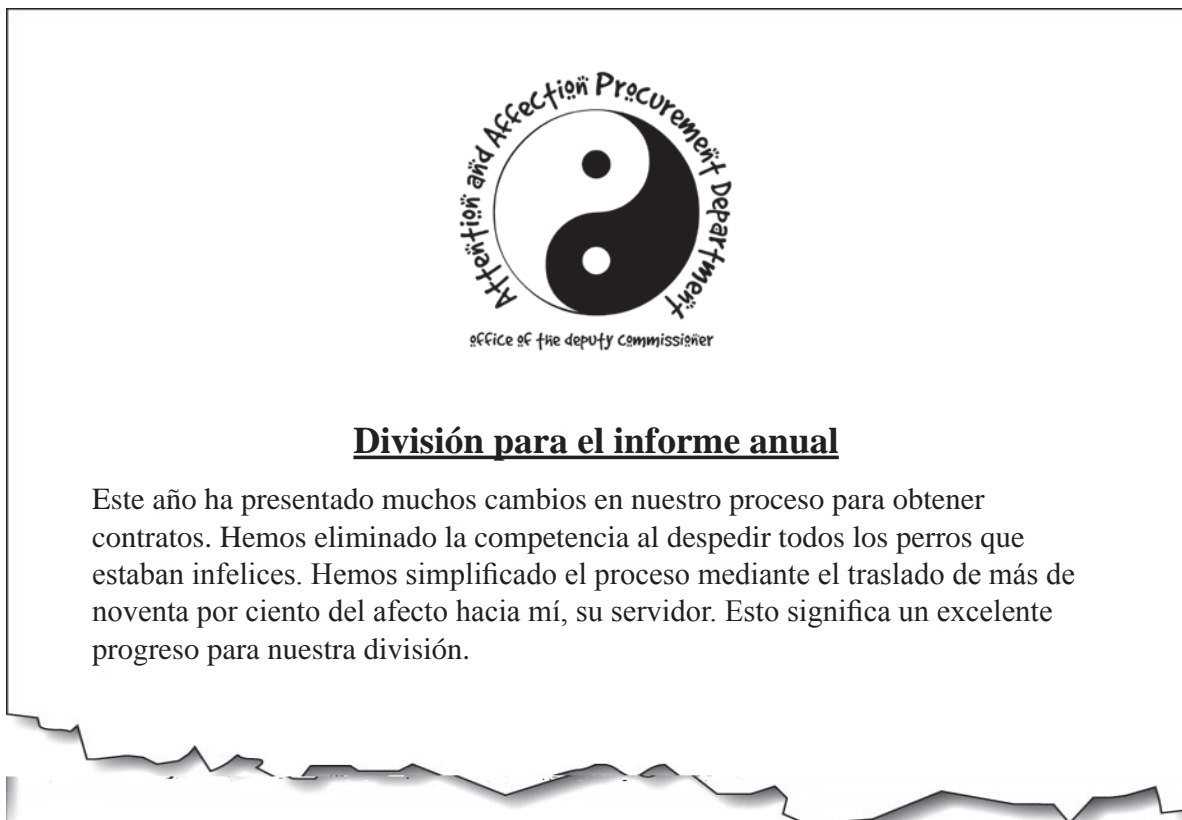 Attention and Affection Procurement Department
office of the deputy commissioner
División para el informe anual
Este año ha presentado muchos cambios en nuestro proceso para obtener
contratos. Hemos eliminado la competencia al despedir todos los perros que
estaban infelices. Hemos simplificado el proceso mediante el traslado de más de
noventa por ciento del afecto hacia mí, su servidor. Esto significa un excelente
progreso para nuestra división.